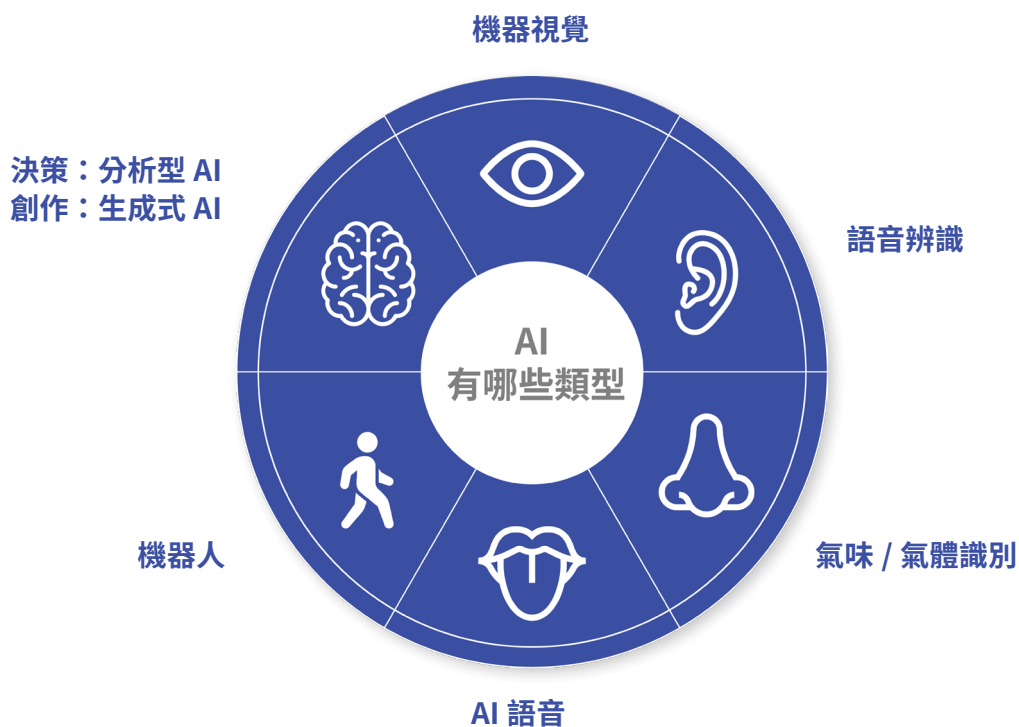 機器視覺
決策：分析型 AI
創作：生成式 AI
語音辨識
AI
有哪些類型
機器人
氣味 / 氣體識別
AI 語音